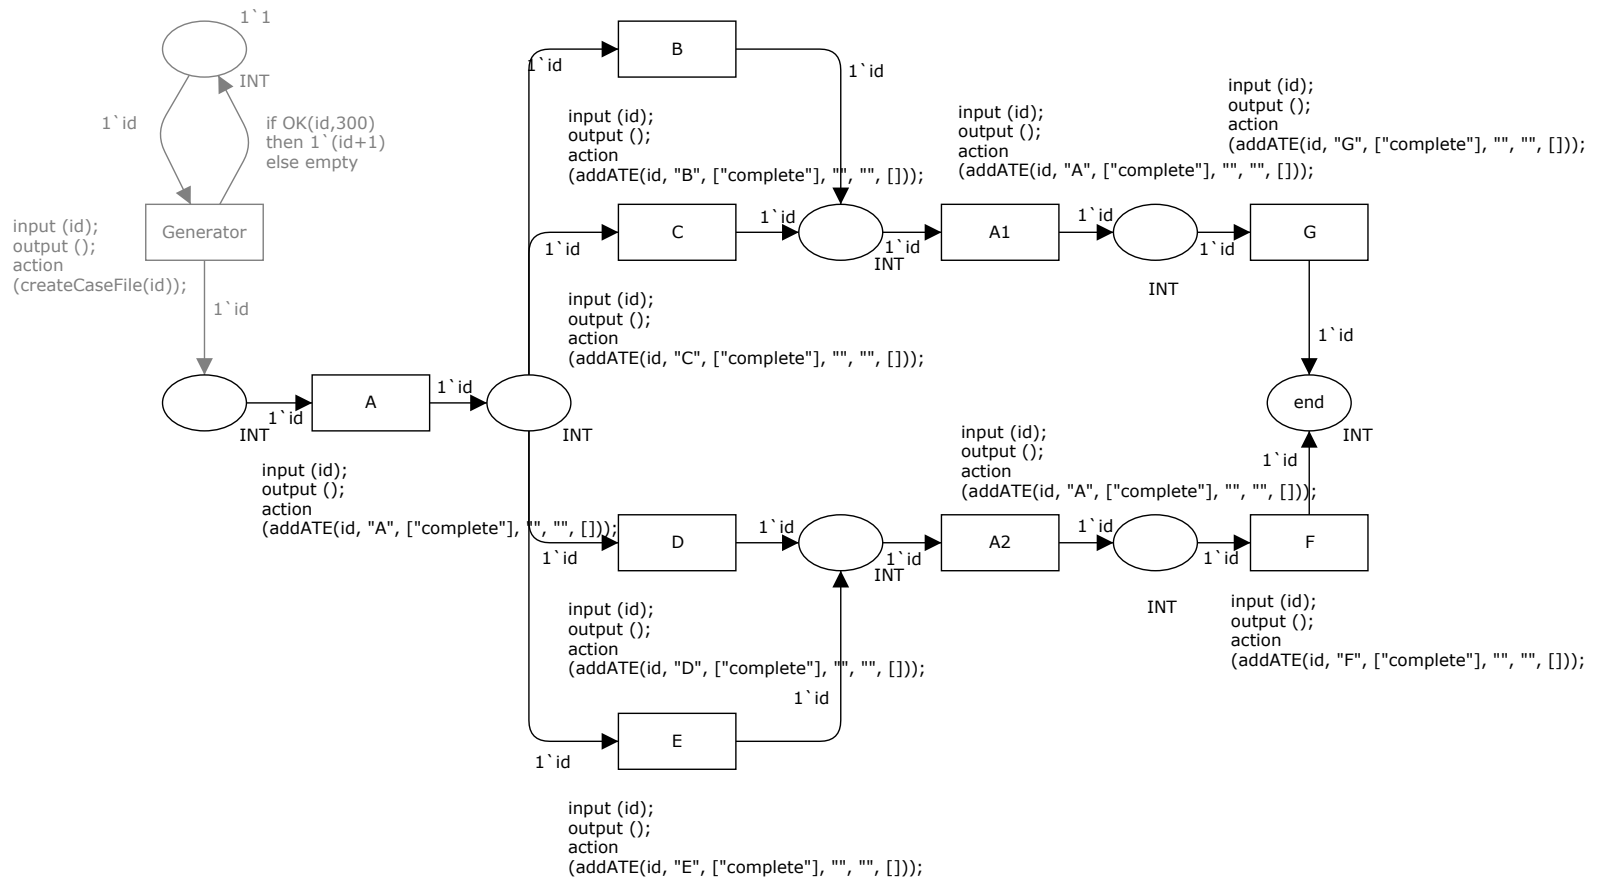 1`1
INT
1`id
if OK(id,300)
then 1`(id+1)
else empty
input (id);
output ();
action
(createCaseFile(id));
Generator
1`id
INT
1`id
A
1`id
INT
input (id);
output ();
action
(addATE(id, "A", ["complete"], "", "", []));
1`id
B
1`id
input (id);
output ();
action
(addATE(id, "B", ["complete"], "", "", []));
1`id
C
1`id
INT
input (id);
output ();
action
(addATE(id, "C", ["complete"], "", "", []));
1`id
A1
1`id
INT
input (id);
output ();
action
(addATE(id, "A", ["complete"], "", "", []));
1`id
G
input (id);
output ();
action
(addATE(id, "G", ["complete"], "", "", []));
1`id
end
INT
1`id
1`id
D
1`id
INT
input (id);
output ();
action
(addATE(id, "D", ["complete"], "", "", []));
1`id
A2
1`id
INT
input (id);
output ();
action
(addATE(id, "A", ["complete"], "", "", []));
1`id
F
input (id);
output ();
action
(addATE(id, "F", ["complete"], "", "", []));
1`id
E
1`id
input (id);
output ();
action
(addATE(id, "E", ["complete"], "", "", []));